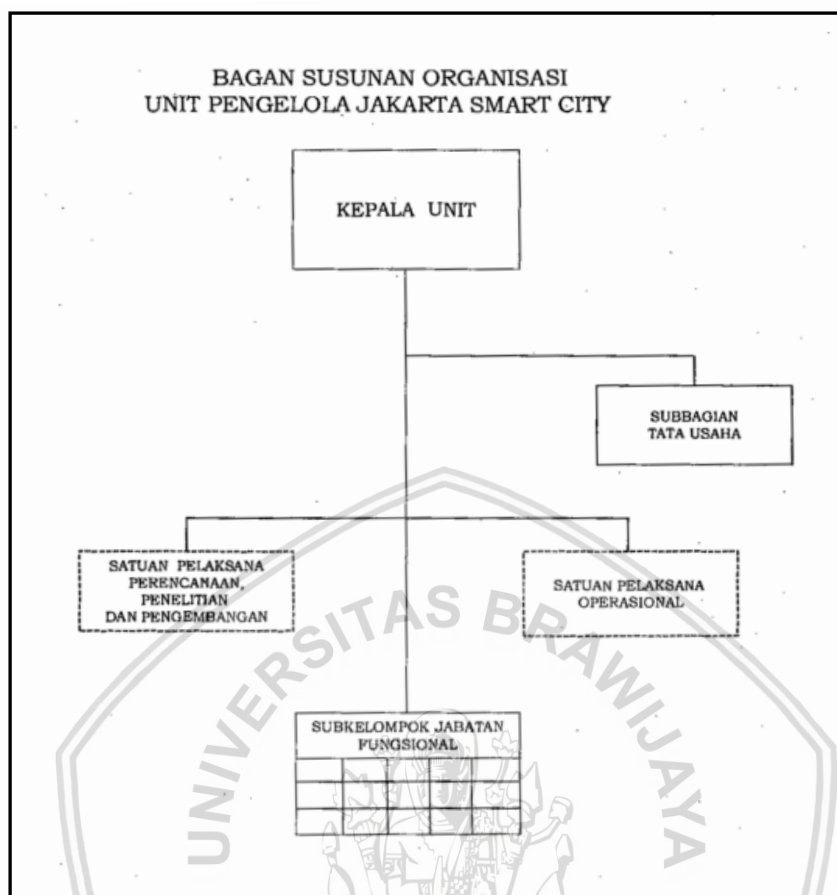 BAGAN SUSUNAN ORGANISASI
UNIT PENGELOLA JAKARTA SMART CITY
KEPALA UNIT
SUBBAGIAN
TATA USAHA
SATUAN PELAKSANA
PERENCANAAN,
PENELITIAN
DAN PENGEMBANGAN
SATUAN PELAKSANA
OPERASIONAL
SUBKELOMPOK JABATAN
FUNGSIONAL
UNIVERSITAS BRAWIJAYA